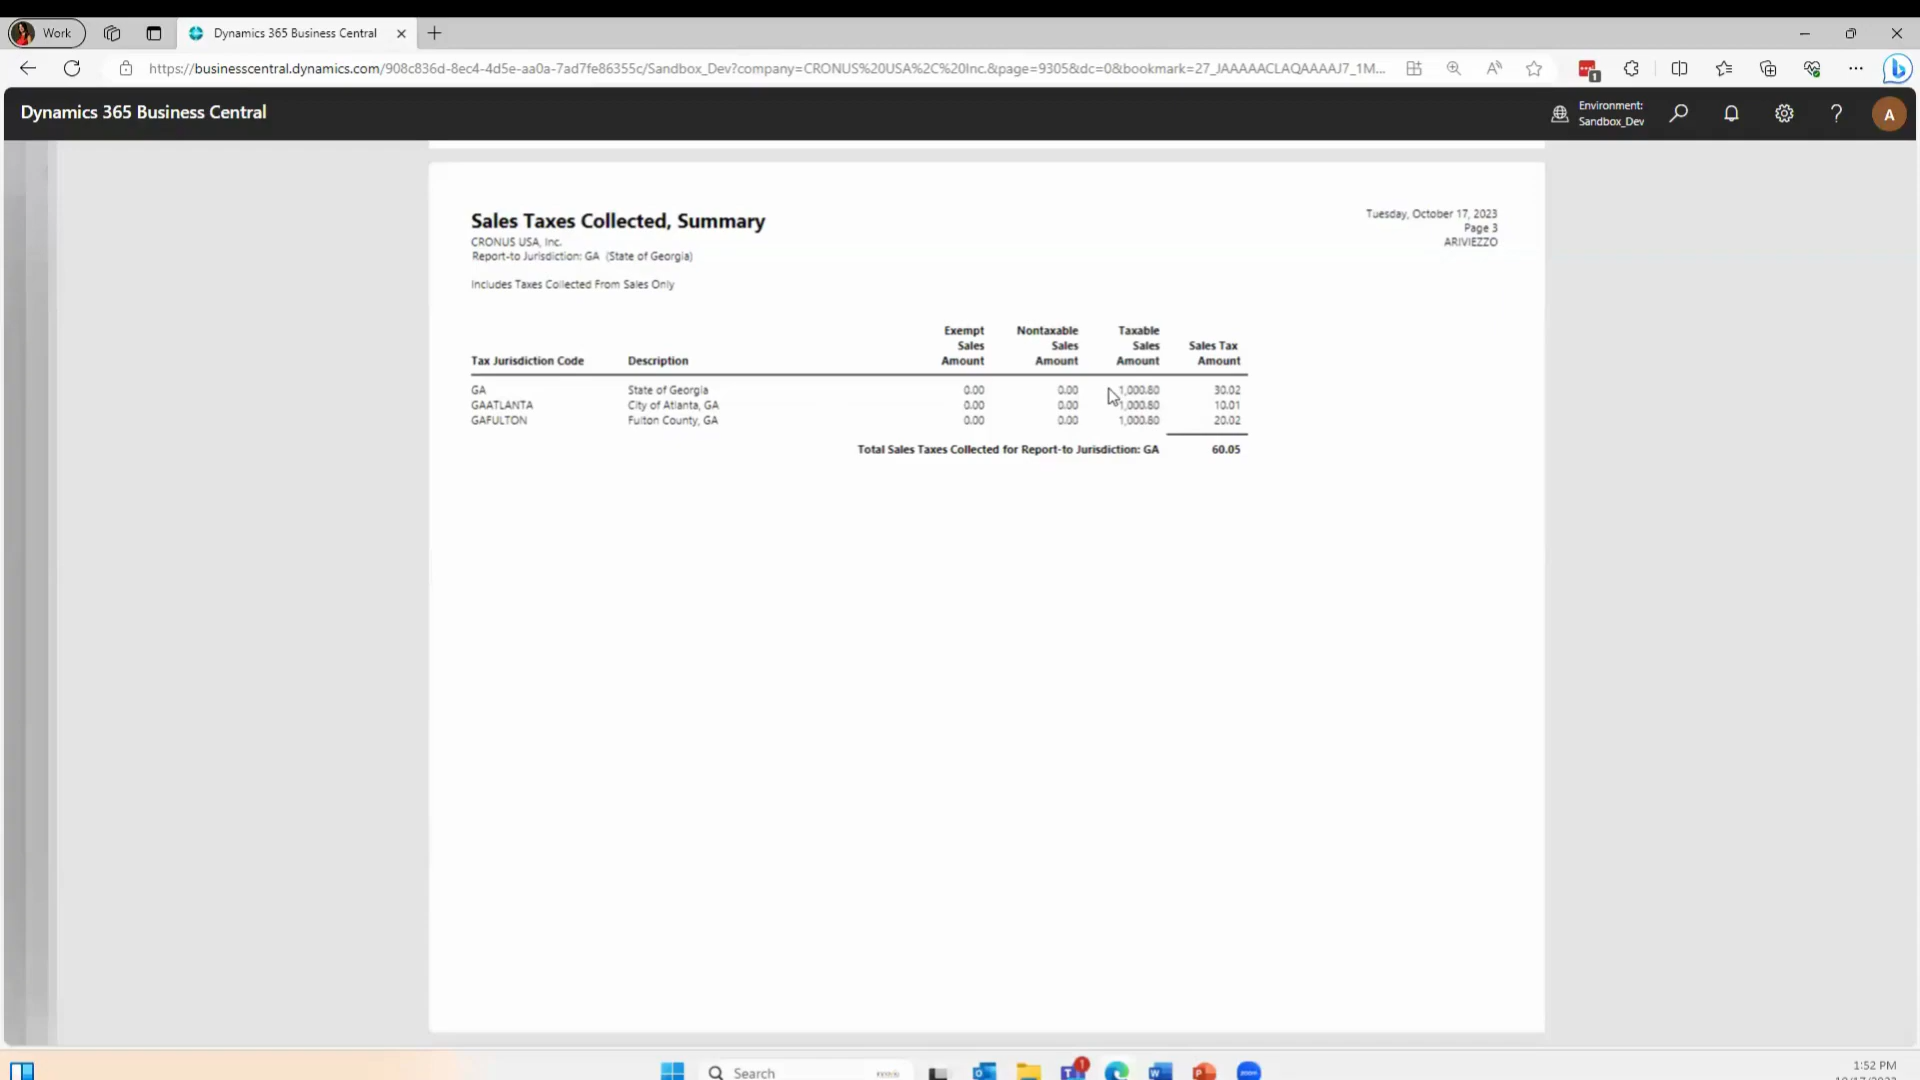 Work
Dynamics 365 Business Central
https://businesscentral.dynamics.com/908c836d-8ec4-4d5e-aa0a-7ad7fe86355c/Sandbox_Dev?company=CRONUS%20USA%2C%20Inc.&page=9305&dc=0&bookmark=27_JAAAAACLAQAAAAJ7_1M...
1
Dynamics 365 Business Central
Environment:
Sandbox_Dev
?
A
Sales Taxes Collected, Summary
Tuesday, October 17, 2023
Page 3
CRONUS USA, Inc.
ARIVIEZZO
Report-to Jurisdiction: GA (State of Georgia)
Includes Taxes Collected From Sales Only
Tax Jurisdiction Code Description Exempt Sales Amount Nontaxable Sales Amount Taxable Sales Amount Sales Tax Amount
GA State of Georgia 0.00 0.00 1,000.80 30.02
GAATLANTA City of Atlanta, GA 0.00 0.00 1,000.80 10.01
GAFULTON Fulton County, GA 0.00 0.00 1,000.80 20.02
Total Sales Taxes Collected for Report-to Jurisdiction: GA 60.05
Search
1
1:52 PM